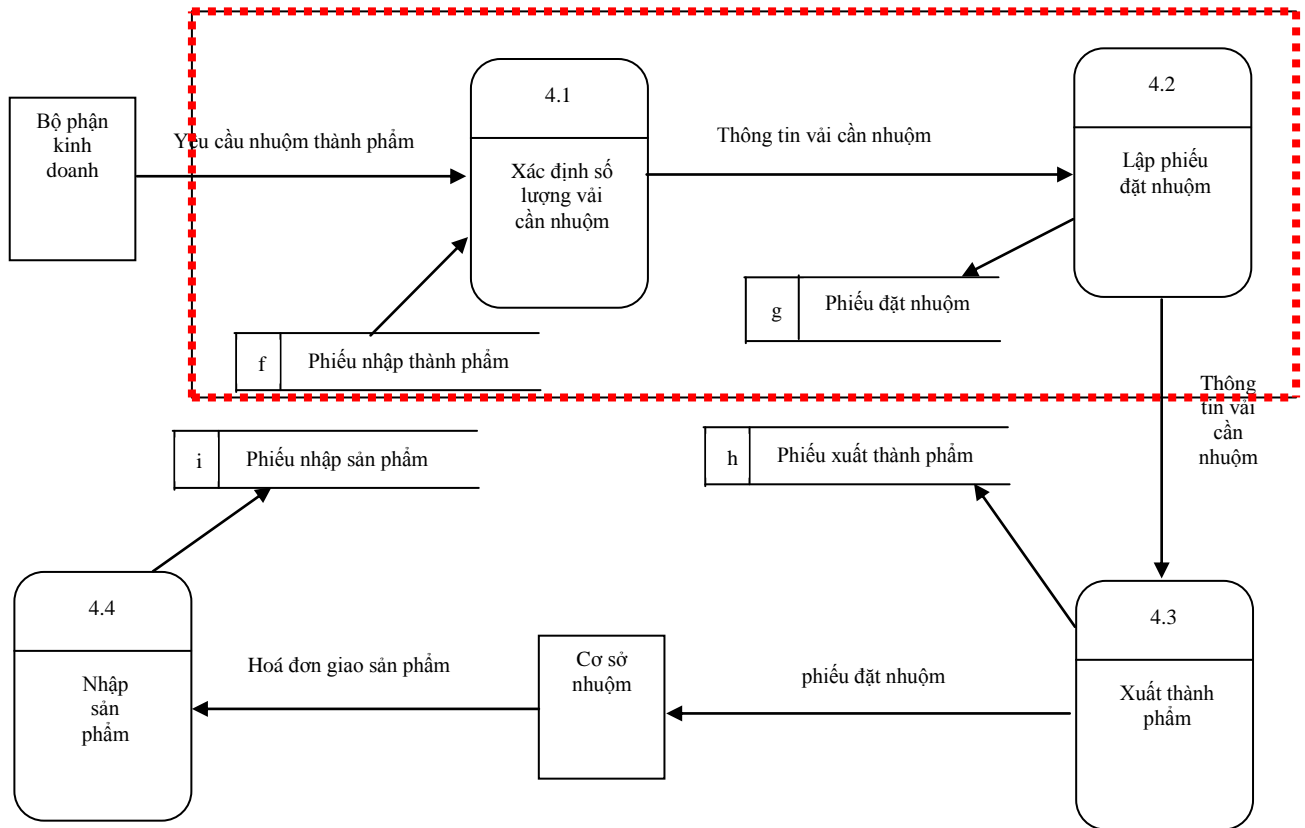 4.1
4.2
Bộ phận
kinh
doanh
Yêu cầu nhuộm thành phẩm
Thông tin vải cần nhuộm
Xác định số
lượng vải
cần nhuộm
Lập phiếu
đặt nhuộm
g
Phiếu đặt nhuộm
f
Phiếu nhập thành phẩm
Thông
tin vải
cần
nhuộm
i
Phiếu nhập sản phẩm
h
Phiếu xuất thành phẩm
4.4
4.3
Hoá đơn giao sản phẩm
Cơ sở
nhuộm
phiếu đặt nhuộm
Nhập
sản
phẩm
Xuất thành
phẩm